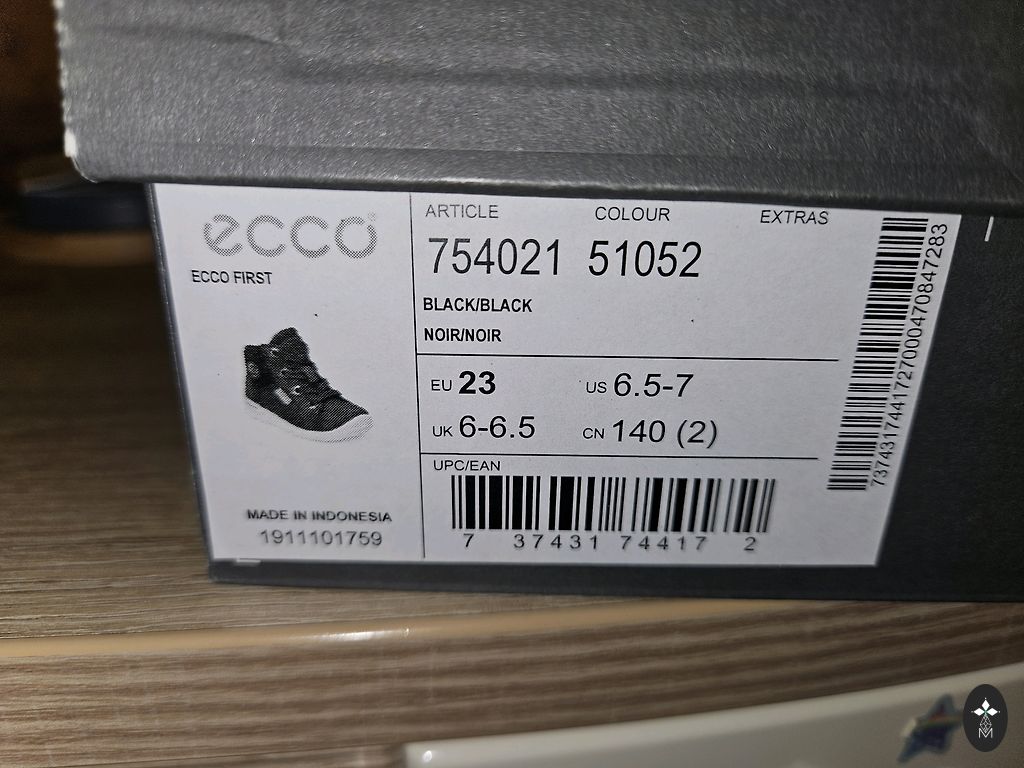 ecco
ECCO FIRST
MADE IN INDONESIA
1911101759
ARTICLE COLOUR EXTRAS
754021 51052
BLACK/BLACK
NOIR/NOIR
EU 23 US 6.5-7
UK 6-6.5 CN 140 (2)
UPC/EAN
7 37431 74417 2
737431744172700047084728​3
M